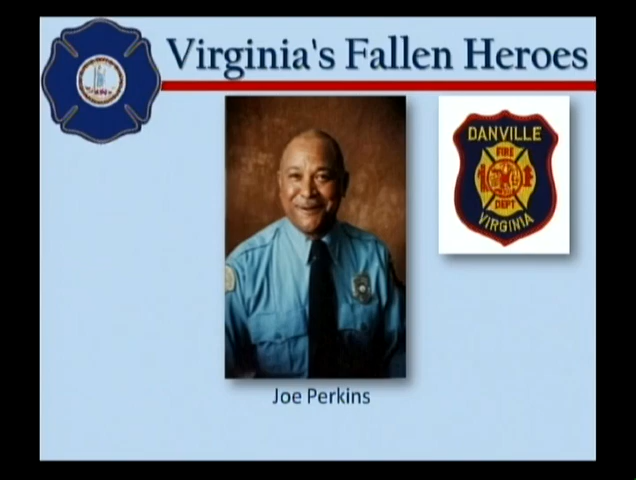 Virginia's Fallen Heroes
DANVILLE
FIRE
DEPT
VIRGINIA
Joe Perkins